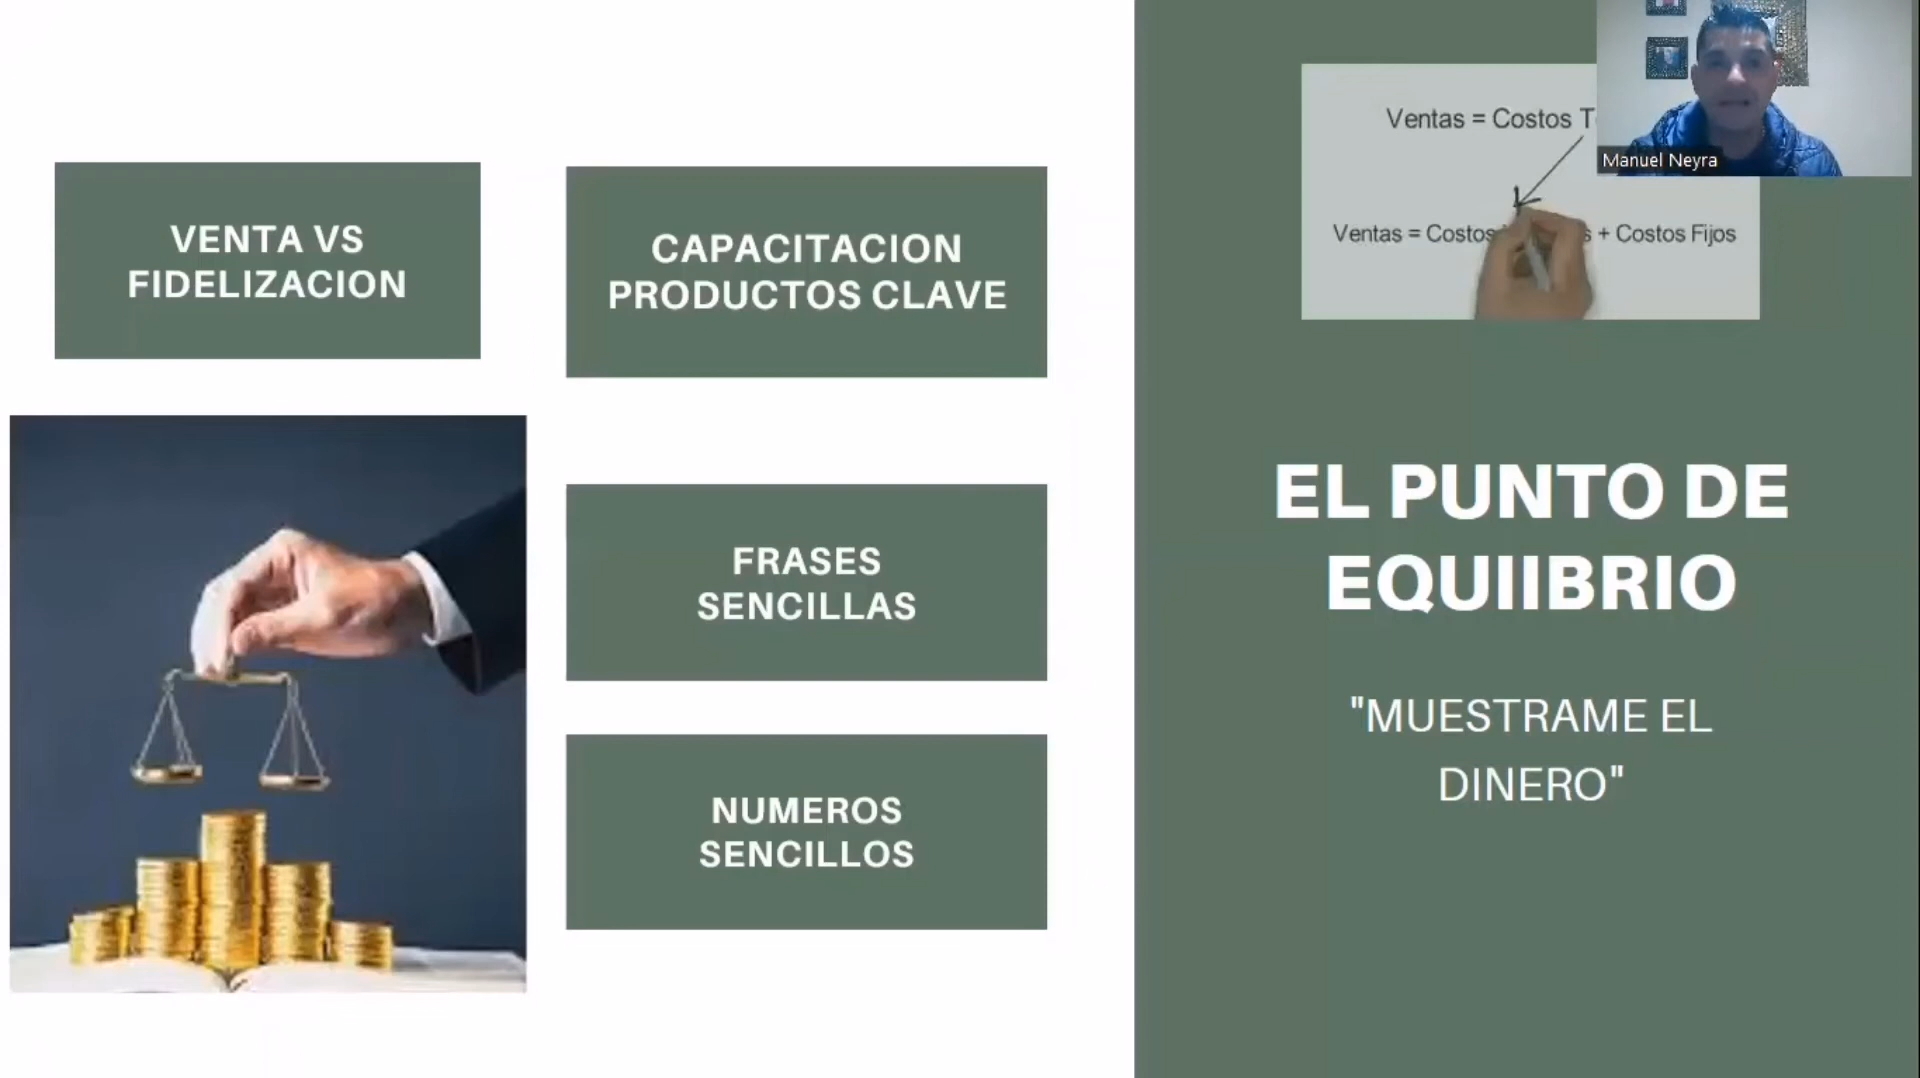 VENTA VS
FIDELIZACION
CAPACITACION
PRODUCTOS CLAVE
FRASES
SENCILLAS
NUMEROS
SENCILLOS
Ventas = Costos
Ventas = Costos + Costos Fijos
Manuel Neyra
EL PUNTO DE
EQUIIBRIO
"MUESTRAME EL
DINERO"